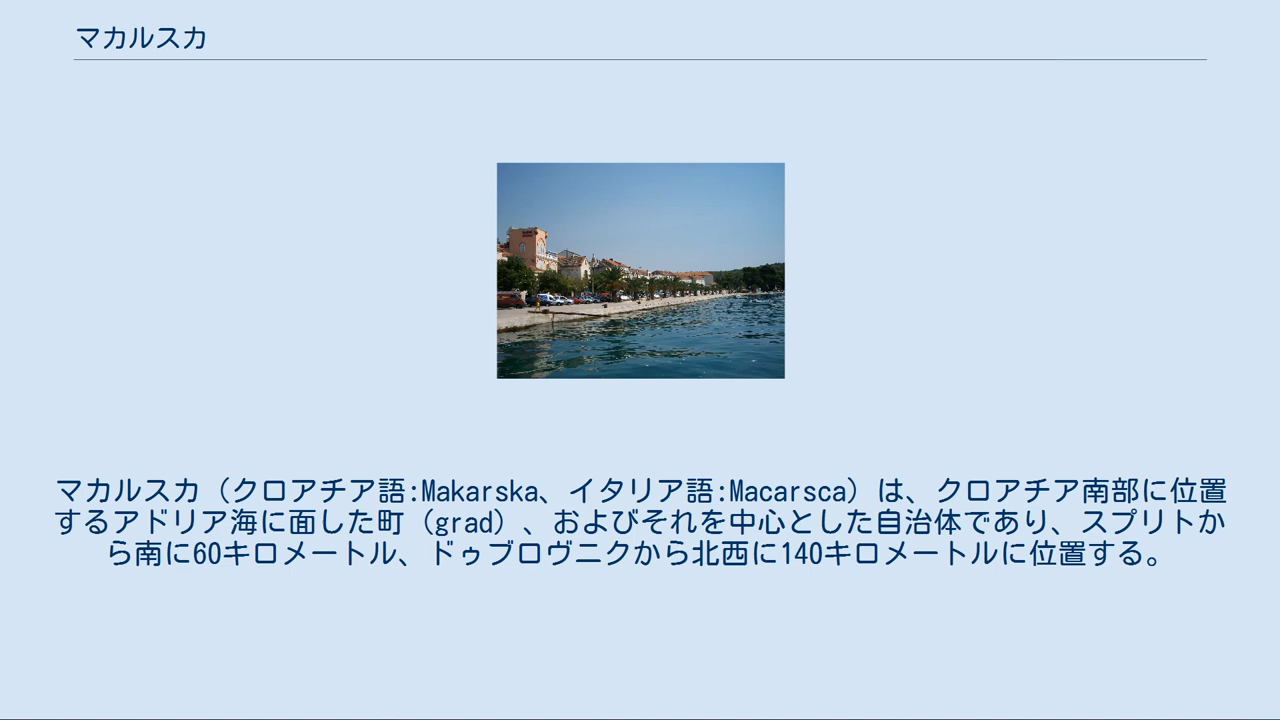 マカルスカ
マカルスカ（クロアチア語:Makarska、イタリア語:Macarsca）は、クロアチア南部に位置
するアドリア海に面した町（grad）、およびそれを中心とした自治体であり、スプリトか
ら南に60キロメートル、ドゥブロヴニクから北西に140キロメートルに位置する。